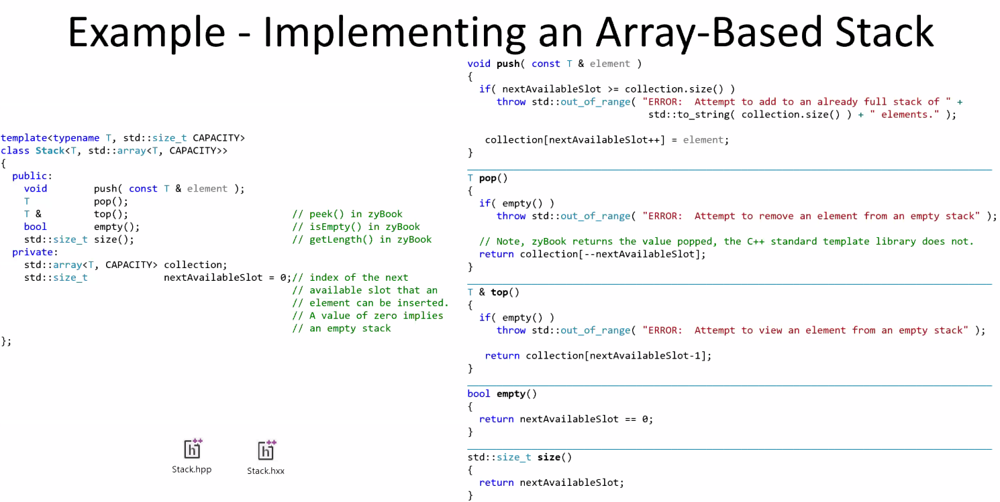 Example - Implementing an Array-Based Stack
template<typename T, std::size_t CAPACITY>
class Stack<T, std::array<T, CAPACITY>>
{
public:
void push( const T & element );
T pop();
T & top(); // peek() in zyBook
bool empty(); // isEmpty() in zyBook
std::size_t size(); // getLength() in zyBook
private:
std::array<T, CAPACITY> collection;
std::size_t nextAvailableSlot = 0;// index of the next
// available slot that an
// element can be inserted.
// A value of zero implies
// an empty stack
};
Stack.hpp
Stack.hxx
void push( const T & element )
{
if( nextAvailableSlot >= collection.size() )
throw std::out_of_range( "ERROR:  Attempt to add to an already full stack of " +
std::to_string( collection.size() ) + " elements." );
collection[nextAvailableSlot++] = element;
}
T pop()
{
if( empty() )
throw std::out_of_range( "ERROR:  Attempt to remove an element from an empty stack" );
// Note, zyBook returns the value popped, the C++ standard template library does not.
return collection[--nextAvailableSlot];
}
T & top()
{
if( empty() )
throw std::out_of_range( "ERROR:  Attempt to view an element from an empty stack" );
return collection[nextAvailableSlot-1];
}
bool empty()
{
return nextAvailableSlot == 0;
}
std::size_t size()
{
return nextAvailableSlot;
}